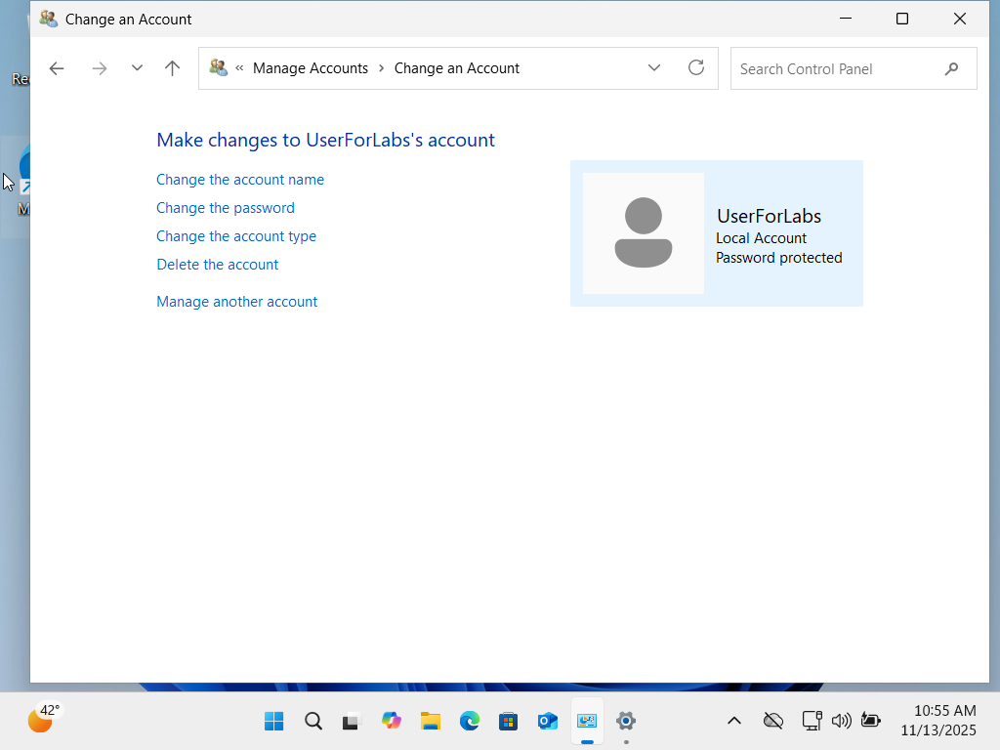 Change an Account
« Manage Accounts > Change an Account
Search Control Panel
Make changes to UserForLabs's account
Change the account name
Change the password
Change the account type
Delete the account
Manage another account
UserForLabs
Local Account
Password protected
42°
10:55 AM
11/13/2025